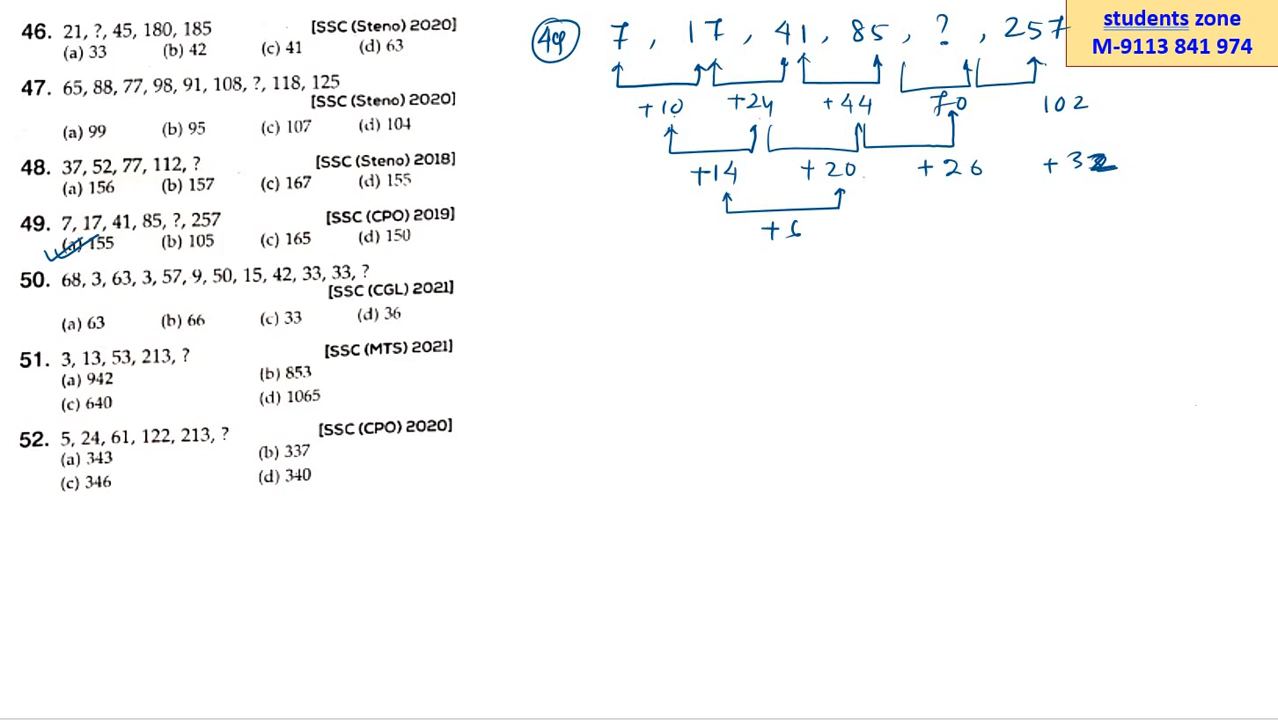 46. 21, ?, 45, 180, 185 [SSC (Steno) 2020]
(a) 33 (b) 42 (c) 41 (d) 63
47. 65, 88, 77, 98, 91, 108, ?, 118, 125
[SSC (Steno) 2020]
(a) 99 (b) 95 (c) 107 (d) 104
48. 37, 52, 77, 112, ? [SSC (Steno) 2018]
(a) 156 (b) 157 (c) 167 (d) 155
49. 7, 17, 41, 85, ?, 257 [SSC (CPO) 2019]
(a) 155 (b) 105 (c) 165 (d) 150
50. 68, 3, 63, 3, 57, 9, 50, 15, 42, 33, 33, ?
[SSC (CGL) 2021]
(a) 63 (b) 66 (c) 33 (d) 36
51. 3, 13, 53, 213, ? [SSC (MTS) 2021]
(a) 942 (b) 853
(c) 640 (d) 1065
52. 5, 24, 61, 122, 213, ? [SSC (CPO) 2020]
(a) 343 (b) 337
(c) 346 (d) 340
49 7, 17, 41, 85, ?, 257
+10 +24 +44 70 102
+14 +20 +26 +32
+6
students zone
M-9113 841 974